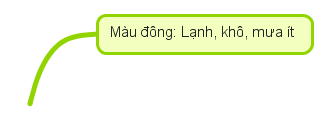 Màu đông: Lạnh, khô, mưa ít